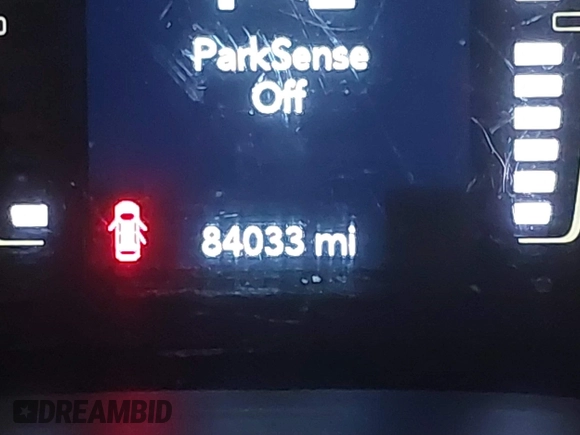 ParkSense
Off
84033 mi
DREAMBID